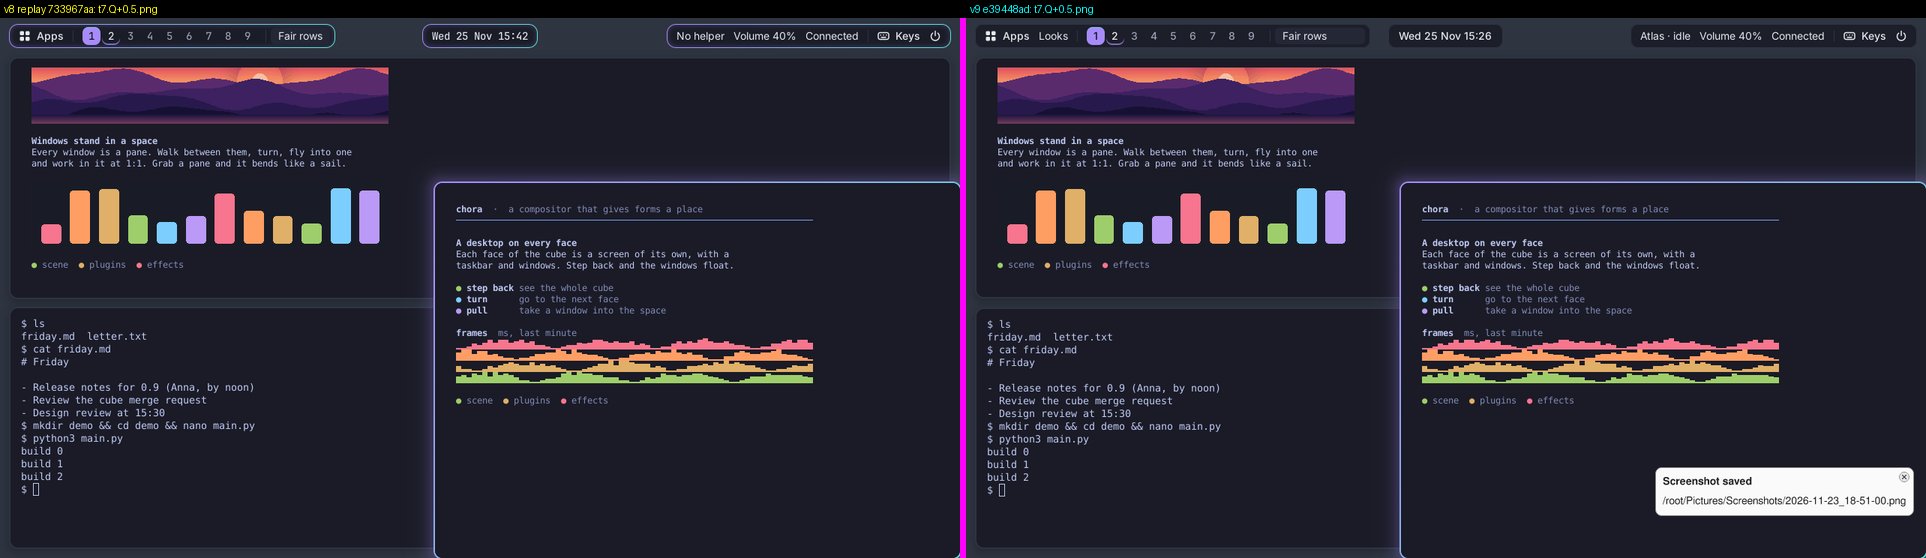 v8 replay 733967aa: t7.Q+0.5.png
Apps 1 2 3 4 5 6 7 8 9 Fair rows
Wed 25 Nov 15:42
No helper Volume 40% Connected Keys
Windows stand in a space
Every window is a pane. Walk between them, turn, fly into one
and work in it at 1:1. Grab a pane and it bends like a sail.
scene plugins effects
$ ls
friday.md letter.txt
$ cat friday.md
# Friday
- Release notes for 0.9 (Anna, by noon)
- Review the cube merge request
- Design review at 15:30
$ mkdir demo && cd demo && nano main.py
$ python3 main.py
build 0
build 1
build 2
$
chora · a compositor that gives forms a place
A desktop on every face
Each face of the cube is a screen of its own, with a
taskbar and windows. Step back and the windows float.
step back see the whole cube
turn go to the next face
pull take a window into the space
frames ms, last minute
scene plugins effects
v9 e39448ad: t7.Q+0.5.png
Apps Looks 1 2 3 4 5 6 7 8 9 Fair rows
Wed 25 Nov 15:26
Atlas · idle Volume 40% Connected Keys
Windows stand in a space
Every window is a pane. Walk between them, turn, fly into one
and work in it at 1:1. Grab a pane and it bends like a sail.
scene plugins effects
$ ls
friday.md letter.txt
$ cat friday.md
# Friday
- Release notes for 0.9 (Anna, by noon)
- Review the cube merge request
- Design review at 15:30
$ mkdir demo && cd demo && nano main.py
$ python3 main.py
build 0
build 1
build 2
$
chora · a compositor that gives forms a place
A desktop on every face
Each face of the cube is a screen of its own, with a
taskbar and windows. Step back and the windows float.
step back see the whole cube
turn go to the next face
pull take a window into the space
frames ms, last minute
scene plugins effects
Screenshot saved
/root/Pictures/Screenshots/2026-11-23_18-51-00.png